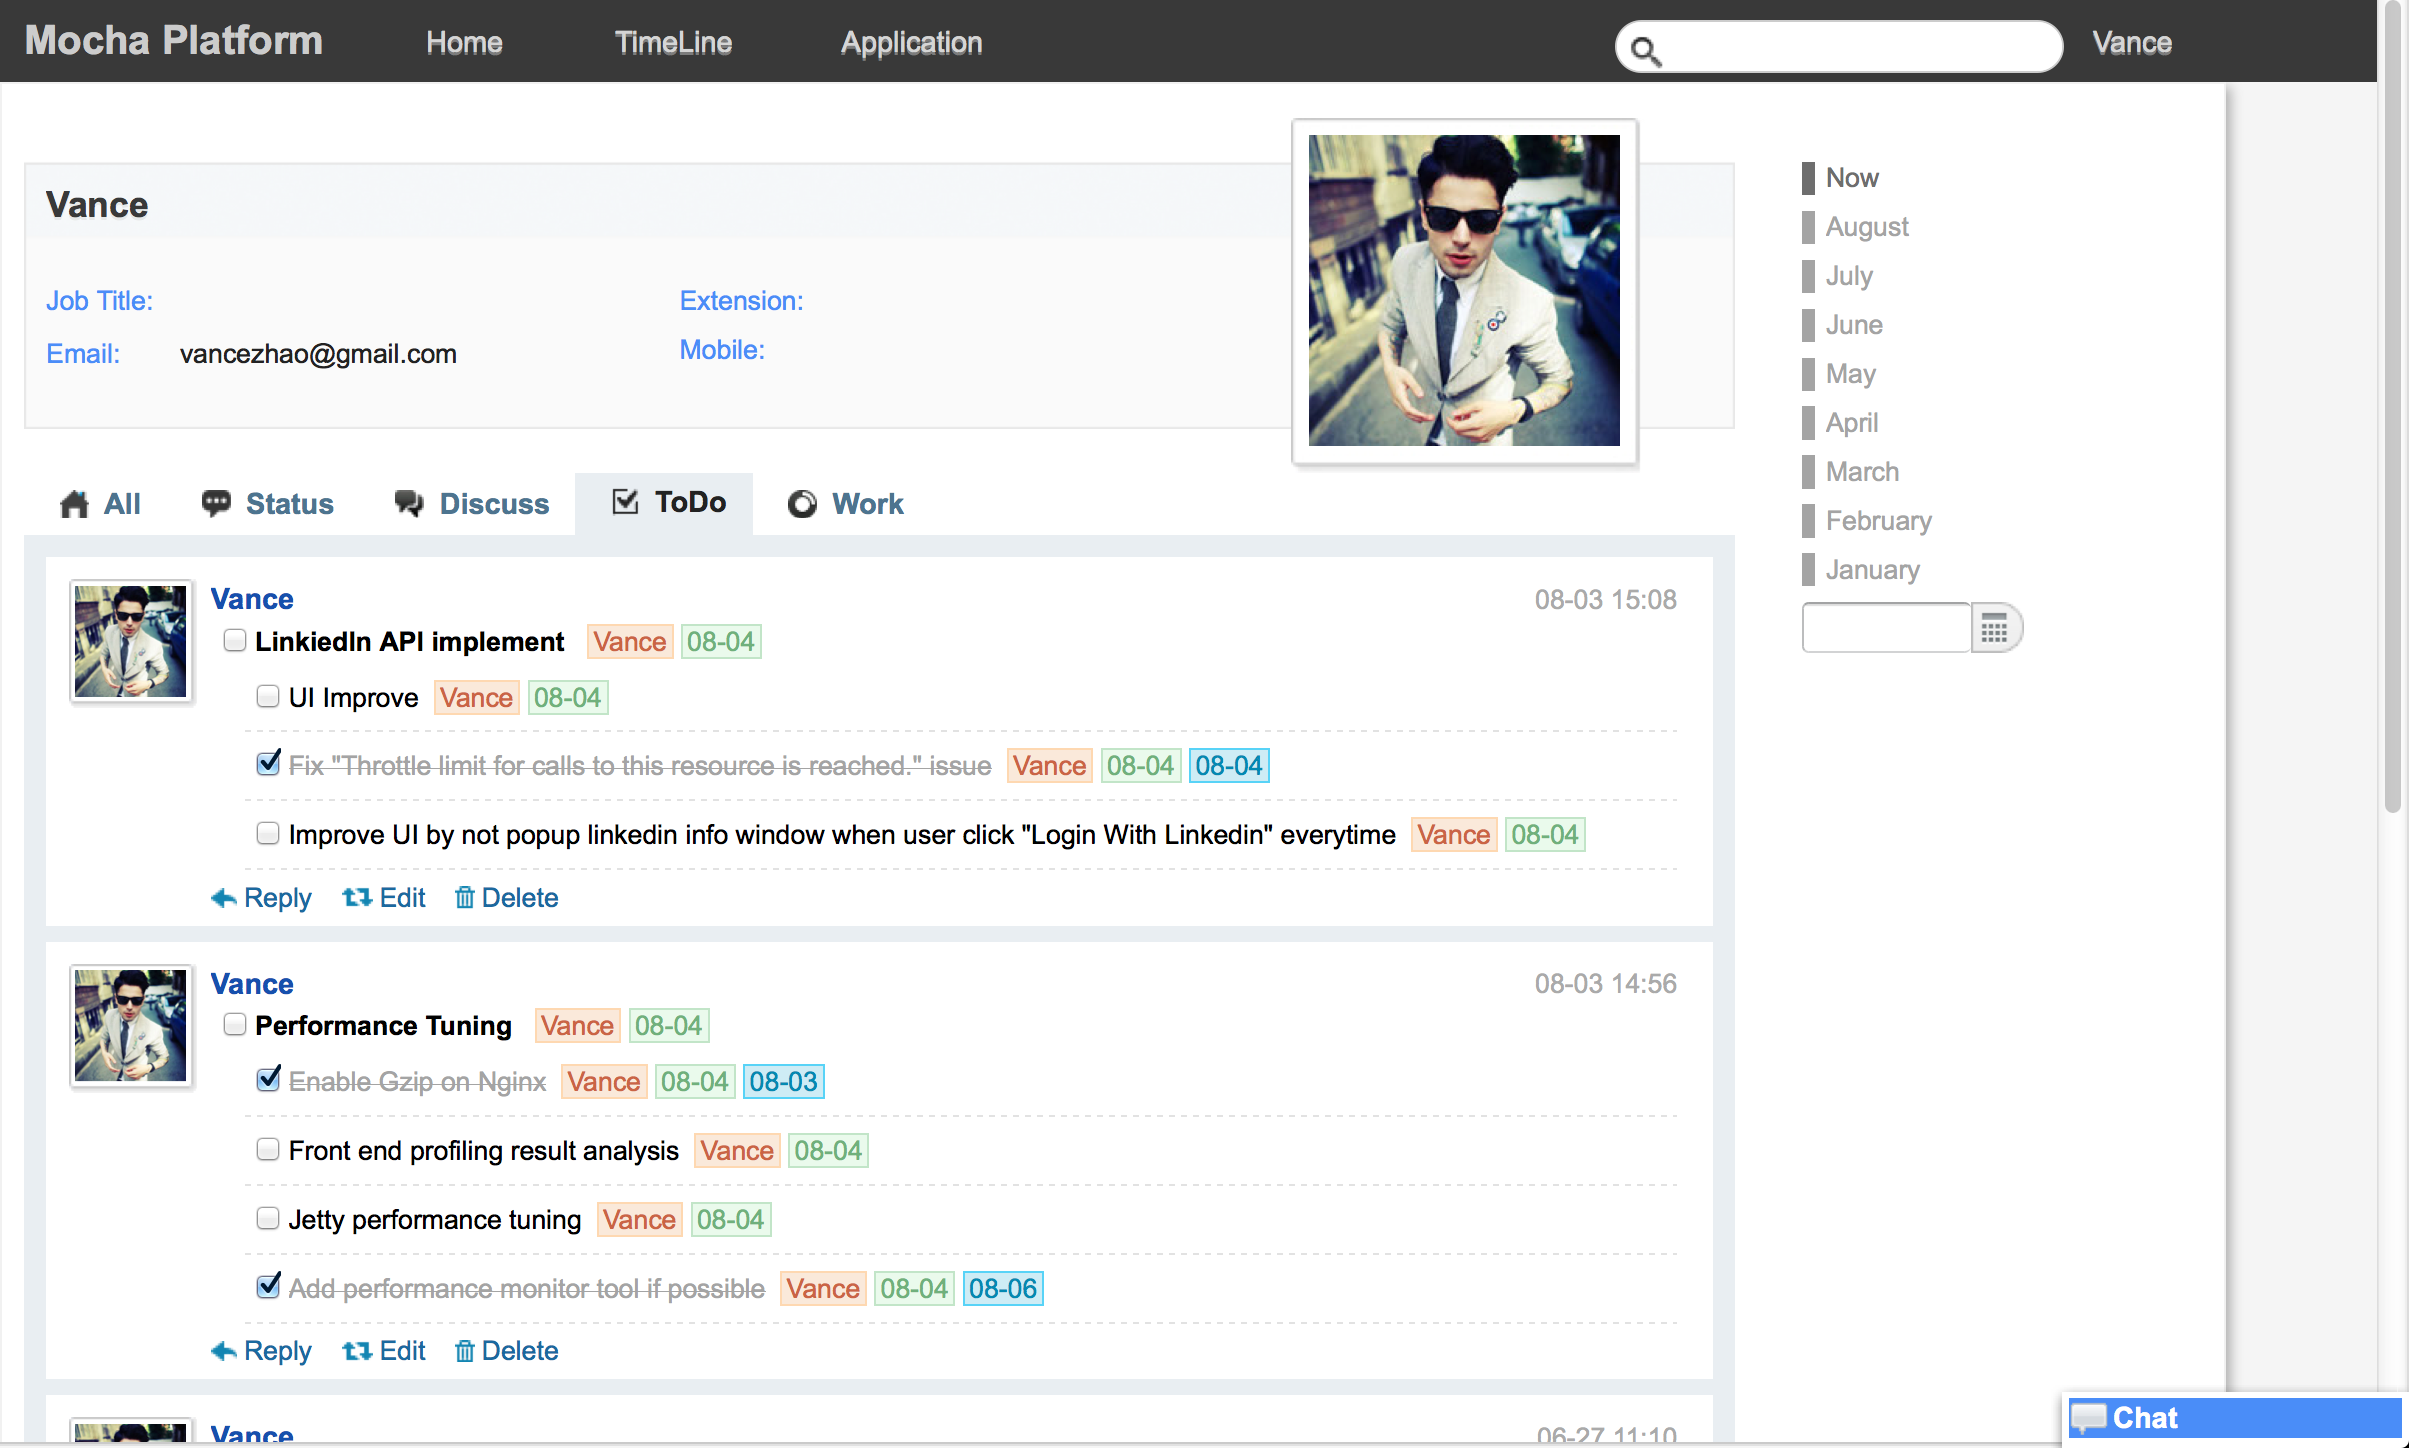 Mocha Platform Home TimeLine Application Vance
Vance
Job Title:
Extension:
Email: vancezhao@gmail.com
Mobile:
Now
August
July
June
May
April
March
February
January
All Status Discuss ToDo Work
Vance 08-03 15:08
LinkiedIn API implement Vance 08-04
UI Improve Vance 08-04
Fix "Throttle limit for calls to this resource is reached." issue Vance 08-04 08-04
Improve UI by not popup linkedin info window when user click "Login With Linkedin" everytime Vance 08-04
Reply Edit Delete
Vance 08-03 14:56
Performance Tuning Vance 08-04
Enable Gzip on Nginx Vance 08-04 08-03
Front end profiling result analysis Vance 08-04
Jetty performance tuning Vance 08-04
Add performance monitor tool if possible Vance 08-04 08-06
Reply Edit Delete
Vance 06-27 11:10
Chat